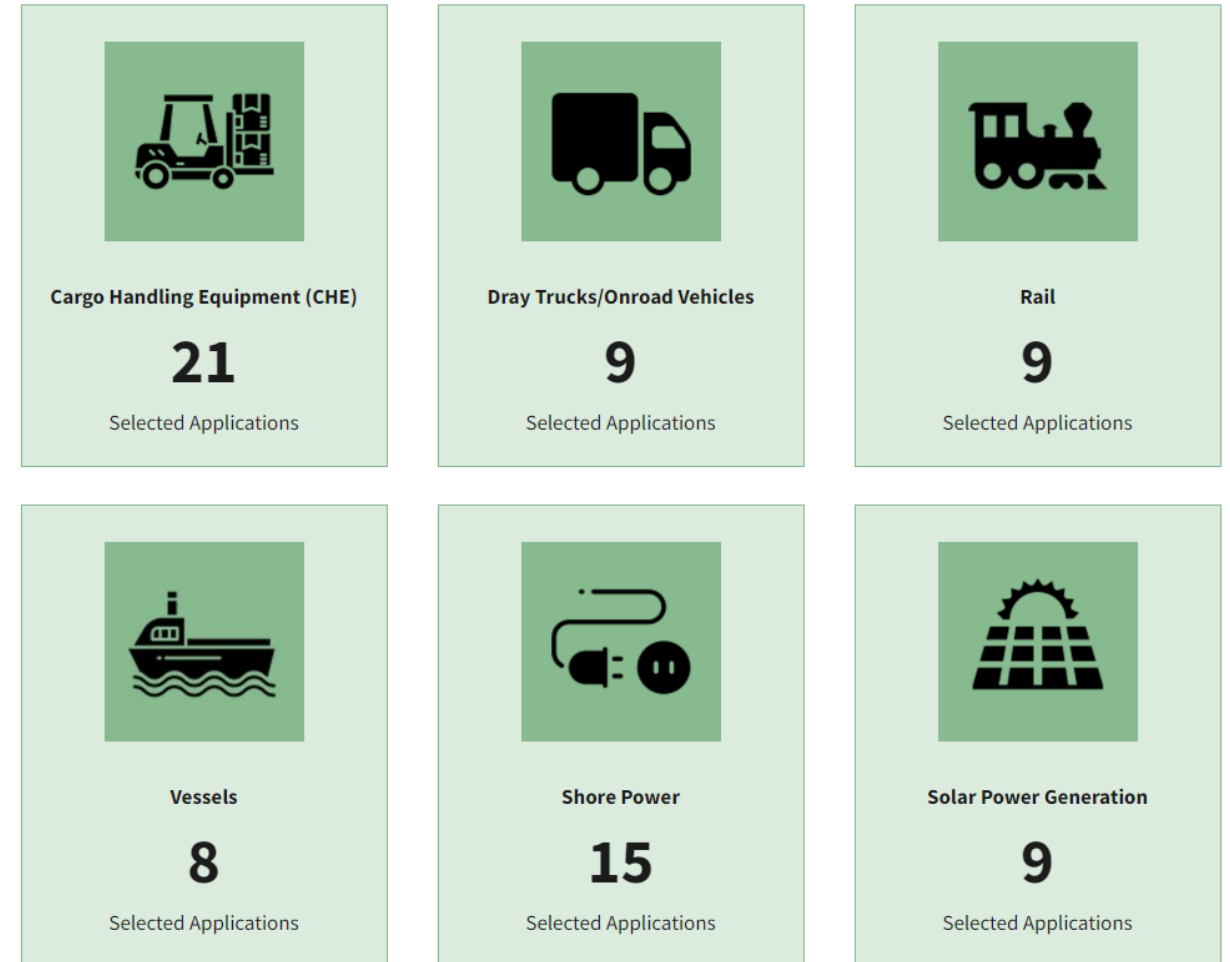 Cargo Handling Equipment (CHE)
21
Selected Applications
Dray Trucks/Onroad Vehicles
9
Selected Applications
Rail
9
Selected Applications
Vessels
8
Selected Applications
Shore Power
15
Selected Applications
Solar Power Generation
9
Selected Applications